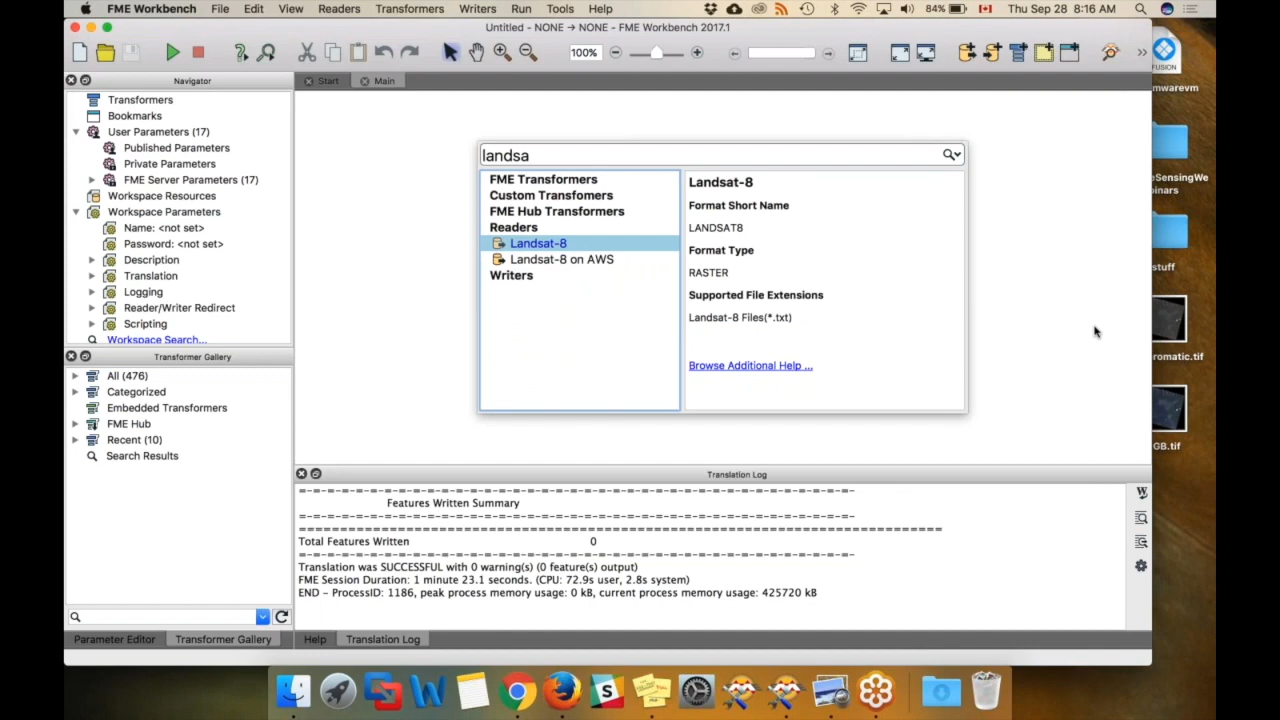 FME Workbench File Edit View Readers Transformers Writers Run Tools Help 84% Thu Sep 28 8:16 AM
Untitled - NONE → NONE - FME Workbench 2017.1
100%
Navigator
Start
Main
Transformers
Bookmarks
User Parameters (17)
Published Parameters
Private Parameters
FME Server Parameters (17)
Workspace Resources
Workspace Parameters
Name: <not set>
Password: <not set>
Description
Translation
Logging
Reader/Writer Redirect
Scripting
Workspace Search...
Transformer Gallery
All (476)
Categorized
Embedded Transformers
FME Hub
Recent (10)
Search Results
Parameter Editor
Transformer Gallery
landsa
FME Transformers
Custom Transfomers
FME Hub Transformers
Readers
Landsat-8
Landsat-8 on AWS
Writers
Landsat-8
Format Short Name
LANDSAT8
Format Type
RASTER
Supported File Extensions
Landsat-8 Files(*.txt)
Browse Additional Help ...
Translation Log
=-=-=-=-=-=-=-=-=-=-=-=-=-=-=-=-=-=-=-=-=-=-=-=-=-=-=-=-=-=-=-=-=-=-=-=-=-=-
Features Written Summary
=-=-=-=-=-=-=-=-=-=-=-=-=-=-=-=-=-=-=-=-=-=-=-=-=-=-=-=-=-=-=-=-=-=-=-=-=-=-
==============================================================================
Total Features Written 0
=-=-=-=-=-=-=-=-=-=-=-=-=-=-=-=-=-=-=-=-=-=-=-=-=-=-=-=-=-=-=-=-=-=-=-=-=-=-
Translation was SUCCESSFUL with 0 warning(s) (0 feature(s) output)
FME Session Duration: 1 minute 23.1 seconds. (CPU: 72.9s user, 2.8s system)
END - ProcessID: 1186, peak process memory usage: 0 kB, current process memory usage: 425720 kB
Help
Translation Log
FUSION
mwarevm
eSensingWe
inars
stuff
romatic.tif
GB.tif